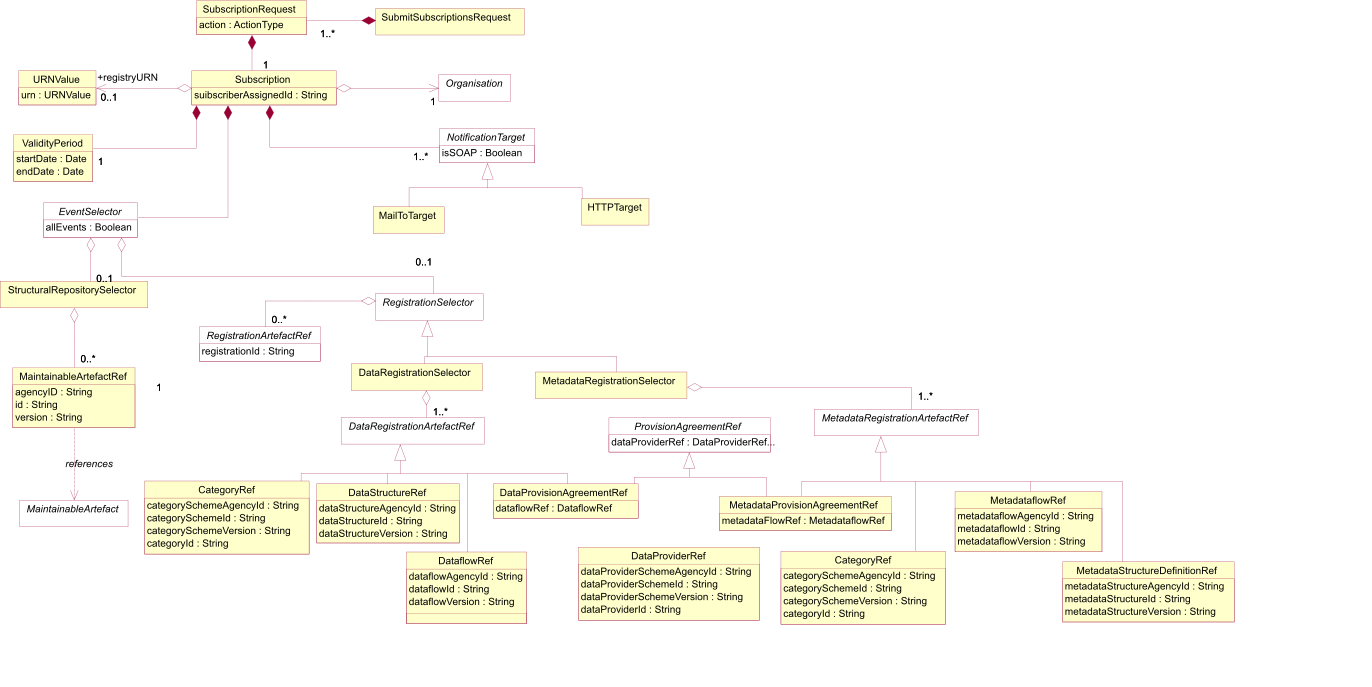 SubscriptionRequest
action : ActionType
SubmitSubscriptionsRequest
1..*
1
URNValue
urn : URNValue
+registryURN
0..1
Subscription
suibscriberAssignedId : String
Organisation
1
ValidityPeriod
startDate : Date
endDate : Date
1
NotificationTarget
isSOAP : Boolean
1..*
MailToTarget
HTTPTarget
EventSelector
allEvents : Boolean
0..1
0..1
StructuralRepositorySelector
RegistrationSelector
0..*
RegistrationArtefactRef
registrationId : String
0..*
MaintainableArtefactRef
agencyID : String
id : String
version : String
1
DataRegistrationSelector
MetadataRegistrationSelector
1..*
1..*
DataRegistrationArtefactRef
ProvisionAgreementRef
dataProviderRef : DataProviderRef...
MetadataRegistrationArtefactRef
references
MaintainableArtefact
CategoryRef
categorySchemeAgencyId : String
categorySchemeId : String
categorySchemeVersion : String
categoryId : String
DataStructureRef
dataStructureAgencyId : String
dataStructureId : String
dataStructureVersion : String
DataProvisionAgreementRef
dataflowRef : DataflowRef
MetadataProvisionAgreementRef
metadataFlowRef : MetadataflowRef
MetadataflowRef
metadataflowAgencyId : String
metadataflowId : String
metadataflowVersion : String
DataflowRef
dataflowAgencyId : String
dataflowId : String
dataflowVersion : String
DataProviderRef
dataProviderSchemeAgencyId : String
dataProviderSchemeId : String
dataProviderSchemeVersion : String
dataProviderId : String
CategoryRef
categorySchemeAgencyId : String
categorySchemeId : String
categorySchemeVersion : String
categoryId : String
MetadataStructureDefinitionRef
metadataStructureAgencyId : String
metadataStructureId : String
metadataStructureVersion : String